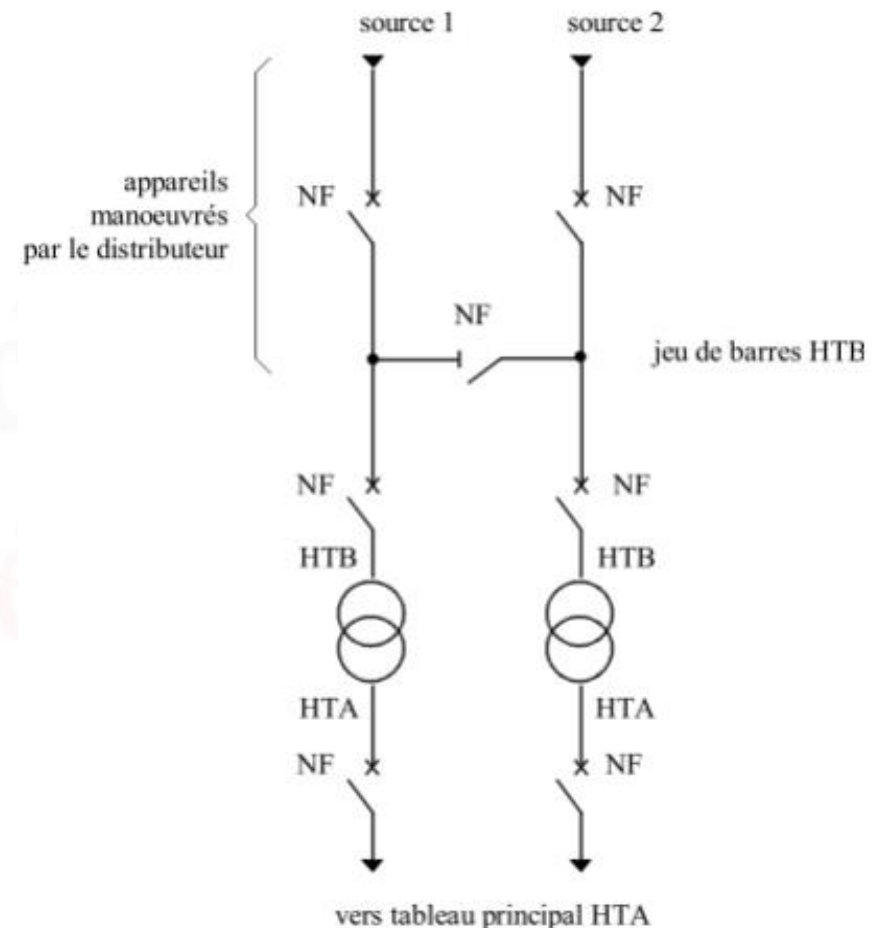 source 1
source 2
appareils
manoeuvrés
par le distributeur
NF
NF
NF
jeu de barres HTB
NF
NF
HTB
HTB
HTA
HTA
NF
NF
vers tableau principal HTA